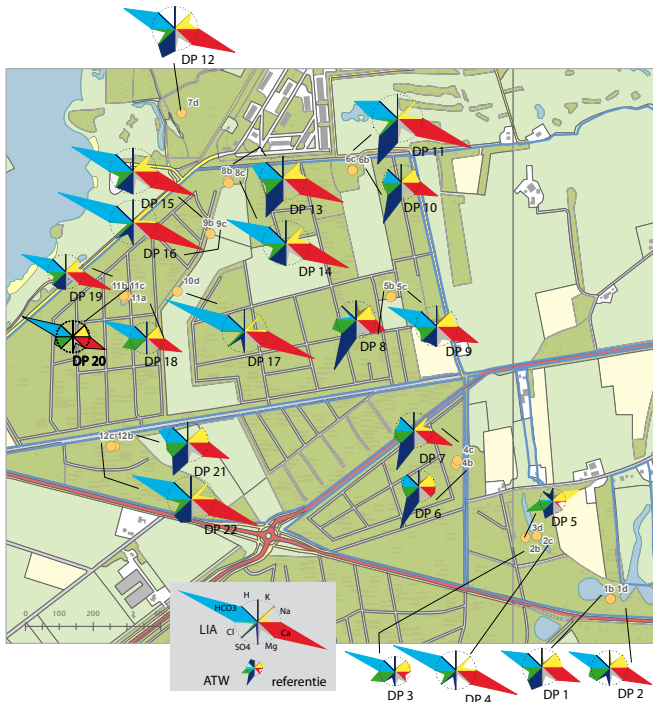 DP 12
7d
DP 11
6c 6b
8b
8c
DP 15
DP 13
DP 10
9b 9c
DP 16
DP 14
DP 19
11b 11c
11a
10d
5b 5c
DP 20
DP 18
DP 17
DP 8
DP 9
12c 12b
DP 21
DP 7
4c
4b
DP 22
DP 6
DP 5
3d
2c
2b
H
K
HCO3
Na
LIA
Cl
Ca
SO4
Mg
ATW
referentie
1b 1d
0 100 200 400
DP 3
DP 4
DP 1
DP 2